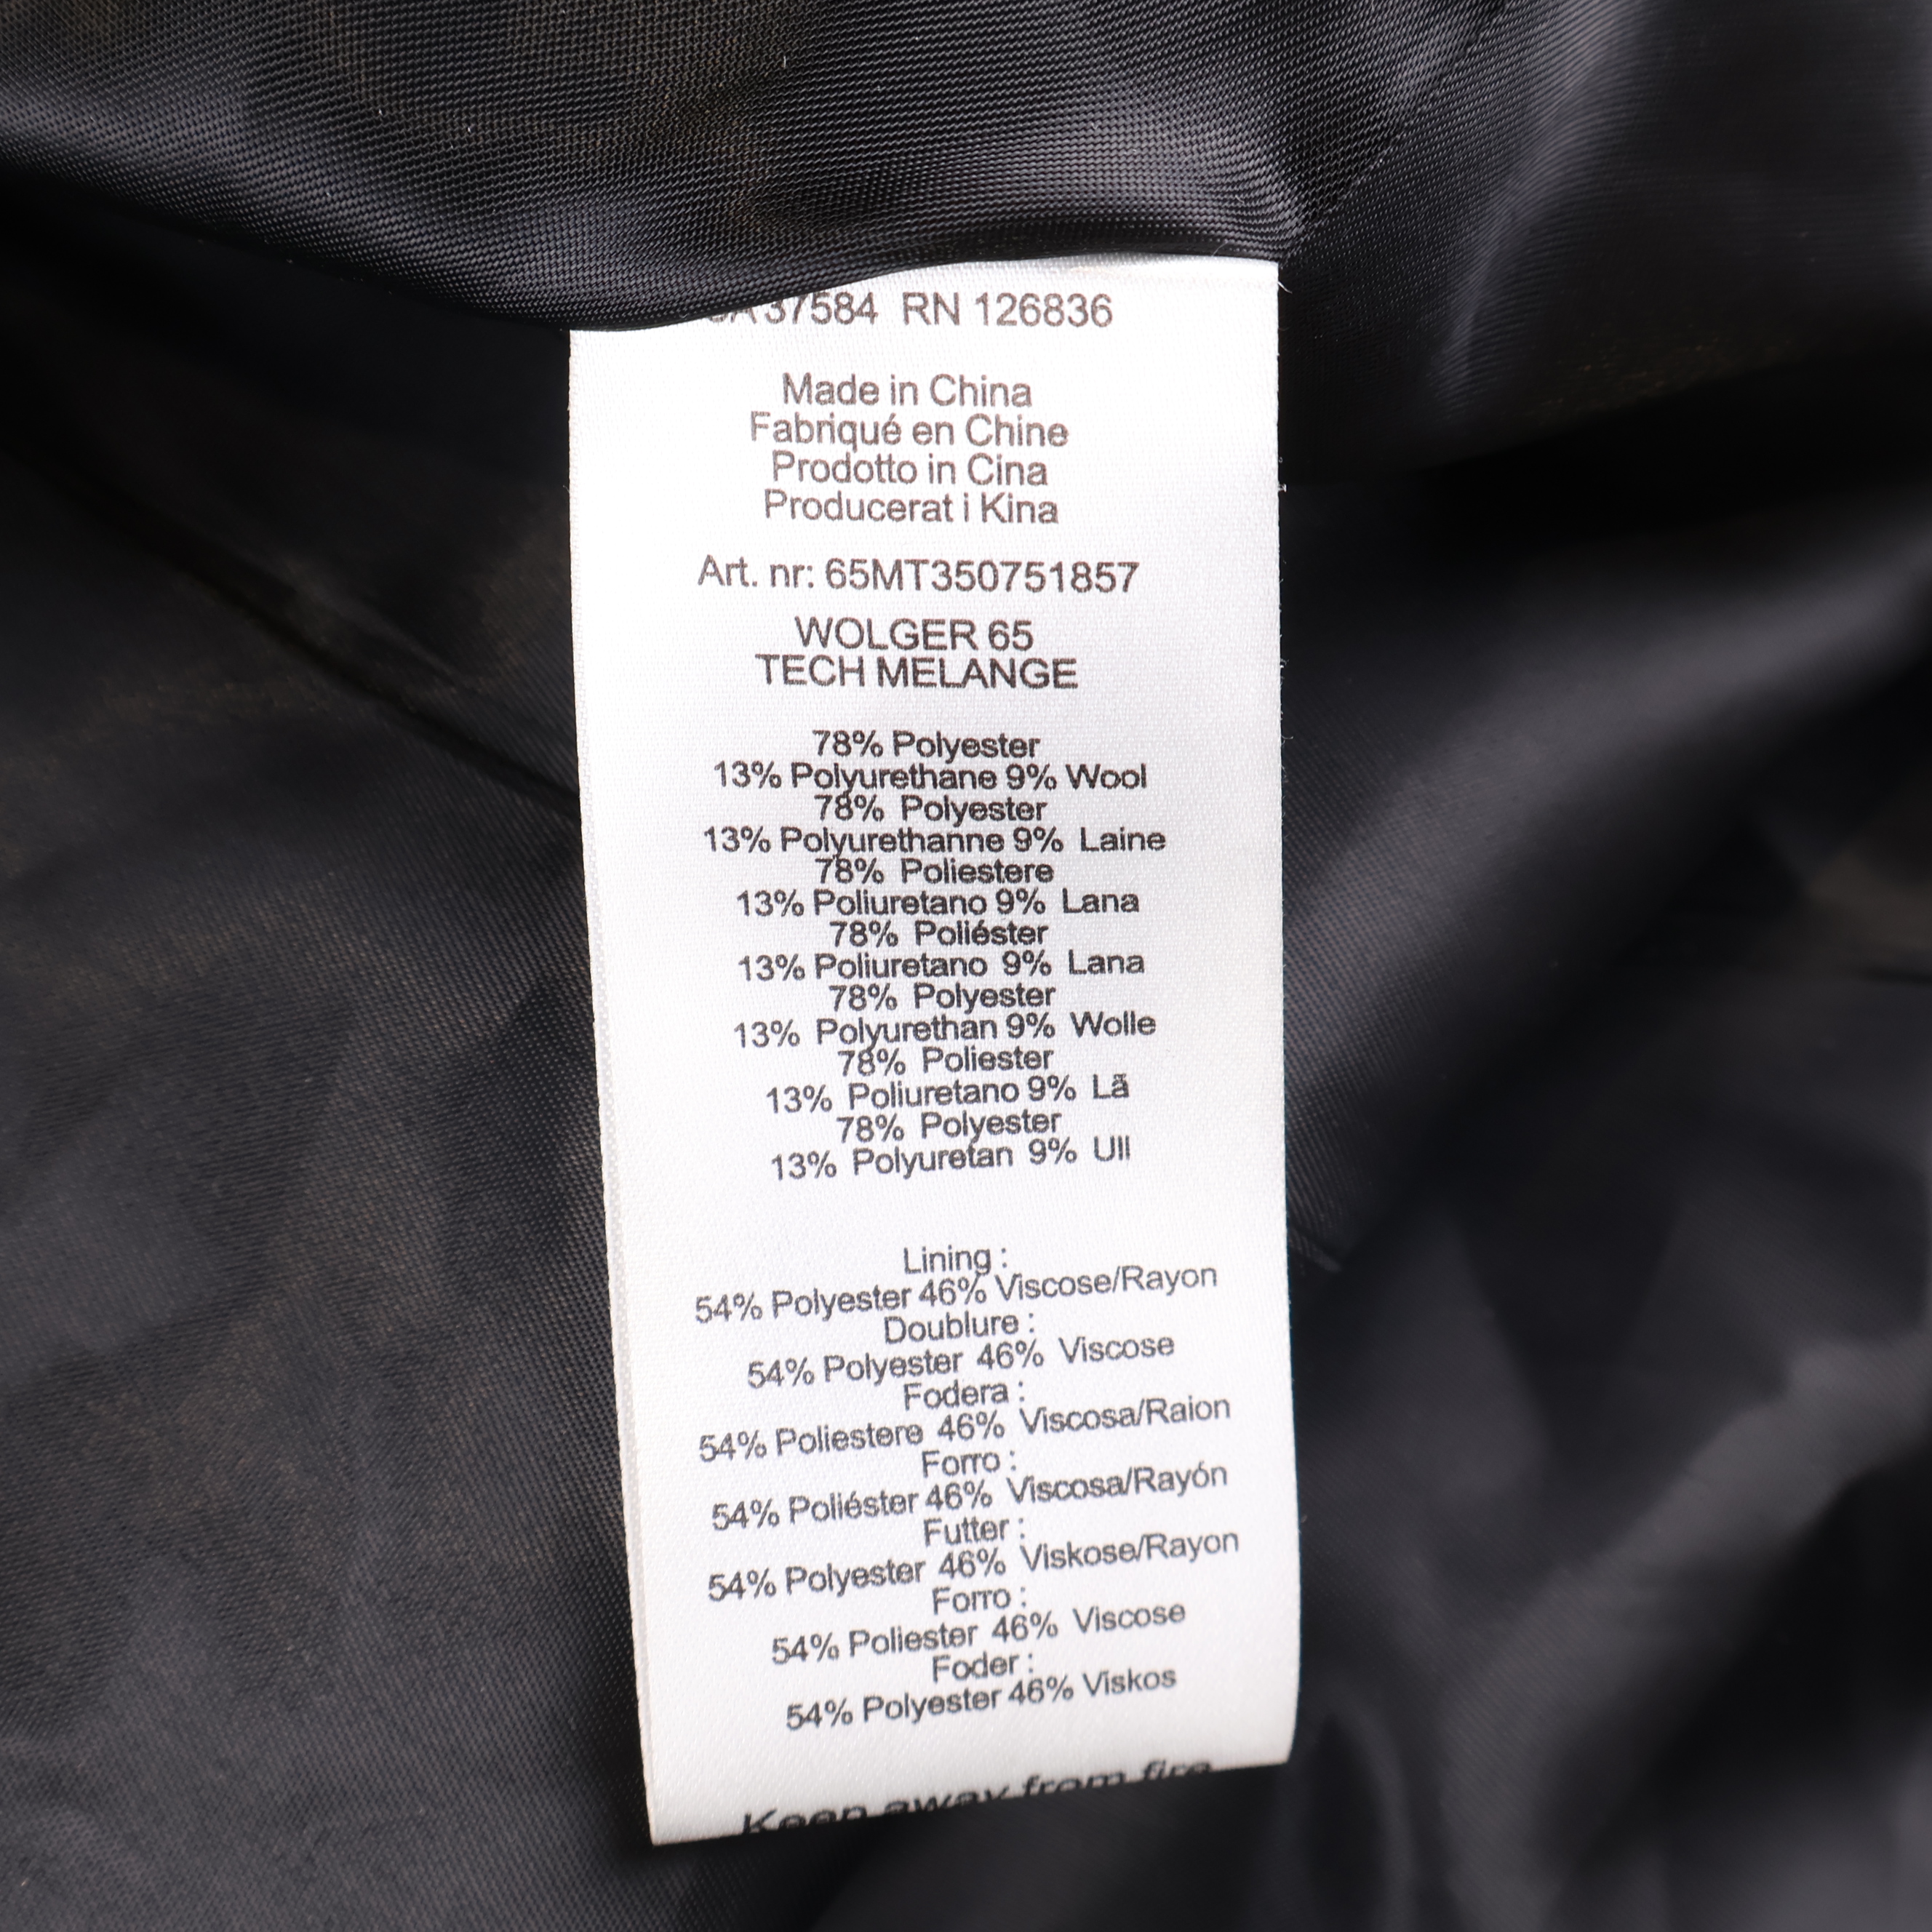 37584 RN 126836
Made in China
Fabriqué en Chine
Prodotto in Cina
Producerat i Kina
Art. nr: 65MT350751857
WOLGER 65
TECH MELANGE
78% Polyester
13% Polyurethane 9% Wool
78% Polyester
13% Polyurethanne 9% Laine
78% Poliestere
13% Poliuretano 9% Lana
78% Poliéster
13% Poliuretano 9% Lana
78% Polyester
13% Polyurethan 9% Wolle
78% Poliester
13% Poliuretano 9% Lã
78% Polyester
13% Polyuretan 9% Ull
Lining :
54% Polyester 46% Viscose/Rayon
Doublure :
54% Polyester 46% Viscose
Fodera :
54% Poliestere 46% Viscosa/Raion
Forro :
54% Poliéster 46% Viscosa/Rayón
Futter :
54% Polyester 46% Viskose/Rayon
Forro :
54% Poliester 46% Viscose
Foder :
54% Polyester 46% Viskos
Keep away from fire